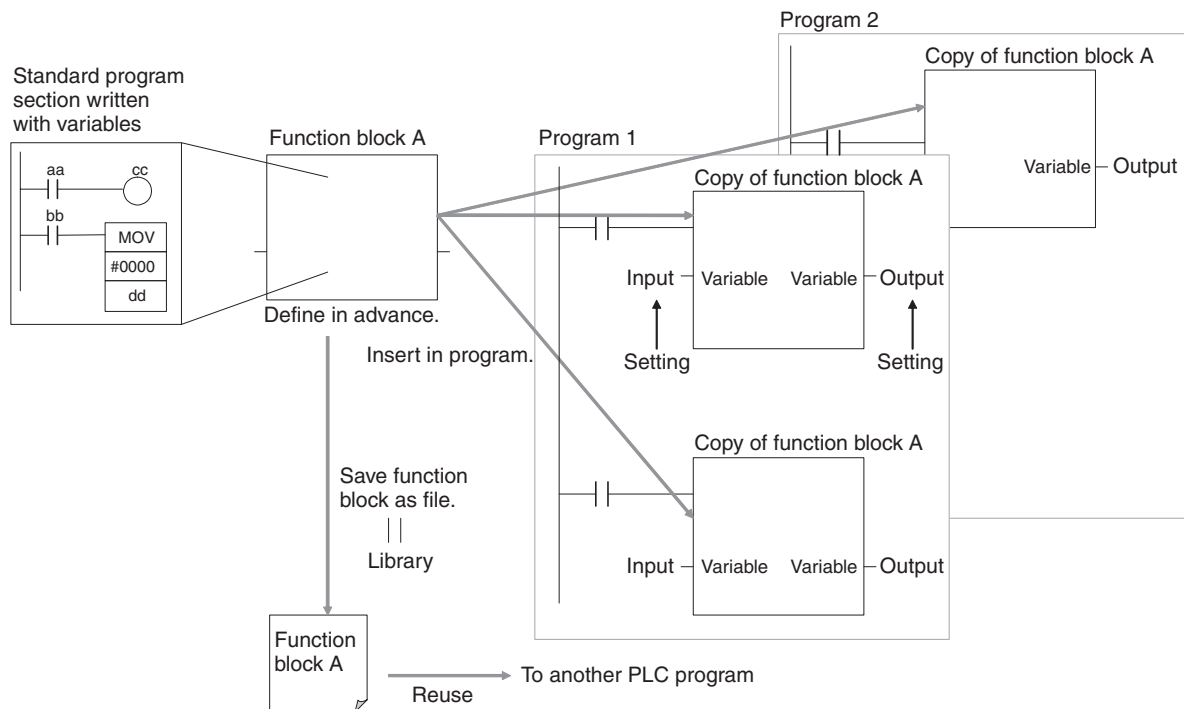 Program 2
Copy of function block A
Variable
Output
Standard program
section written
with variables
aa
cc
bb
MOV
#0000
dd
Function block A
Define in advance.
Insert in program.
Program 1
Copy of function block A
Input
Variable
Variable
Output
Setting
Setting
Copy of function block A
Input
Variable
Variable
Output
Save function
block as file.
Library
Function
block A
Reuse
To another PLC program